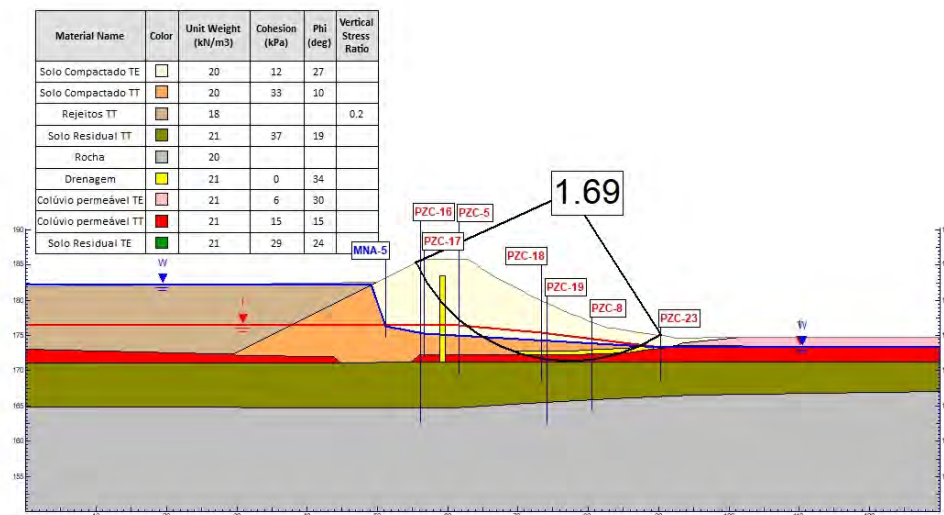 Material Name Color Unit Weight (kN/m3) Cohesion (kPa) Phi (deg) Vertical Stress Ratio
Solo Compactado TE 20 12 27
Solo Compactado TT 20 33 10
Rejeitos TT 18 0.2
Solo Residual TT 21 37 19
Rocha 20
Drenagem 21 0 34
Colúvio permeável TE 21 6 30
Colúvio permeável TT 21 15 15
Solo Residual TE 21 29 24
1.69
PZC-16 PZC-5
MNA-5 PZC-17
PZC-18
PZC-19
PZC-8
PZC-23
W
W
190
185
180
175
170
165
160
155